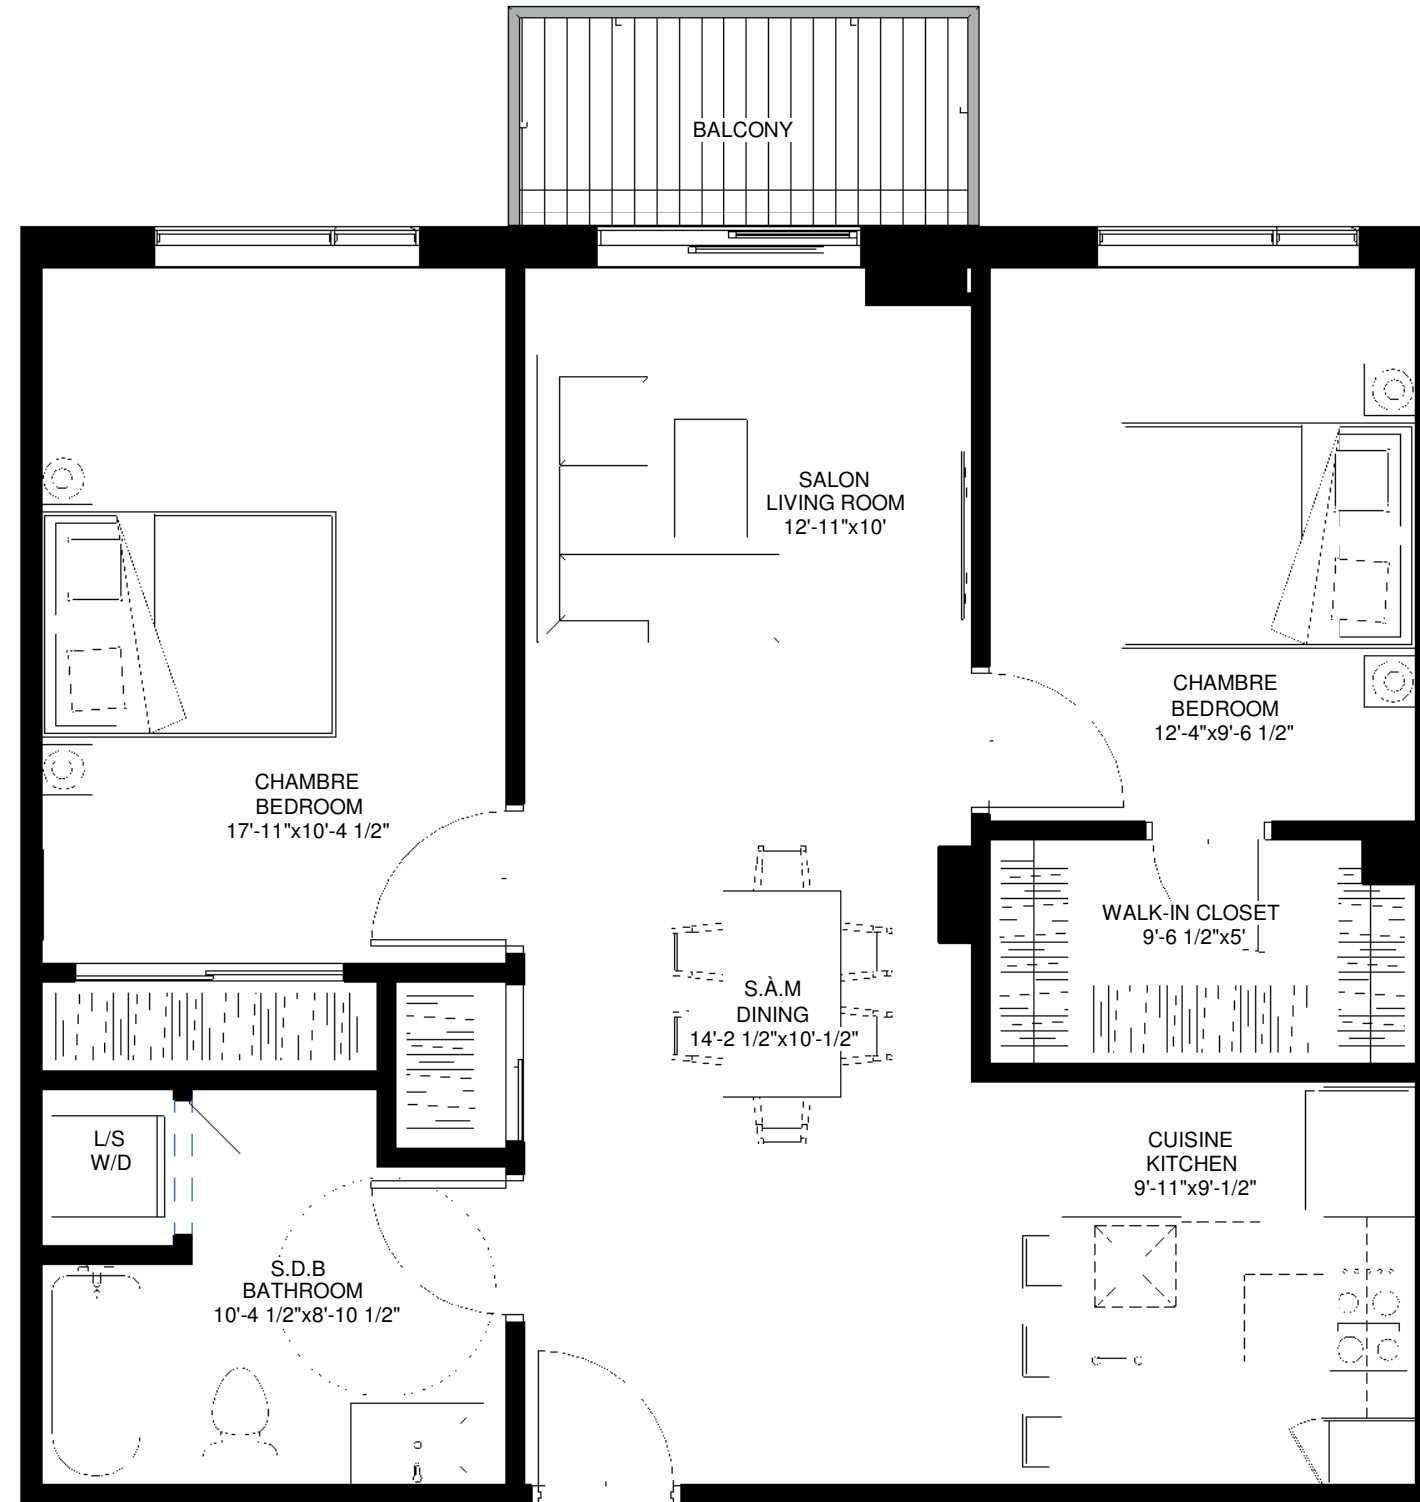 BALCONY
SALON
LIVING ROOM
12'-11"x10'
CHAMBRE
BEDROOM
12'-4"x9'-6 1/2"
CHAMBRE
BEDROOM
17'-11"x10'-4 1/2"
WALK-IN CLOSET
9'-6 1/2"x5'
S.À.M
DINING
14'-2 1/2"x10'-1/2"
L/S
W/D
CUISINE
KITCHEN
9'-11"x9'-1/2"
S.D.B
BATHROOM
10'-4 1/2"x8'-10 1/2"